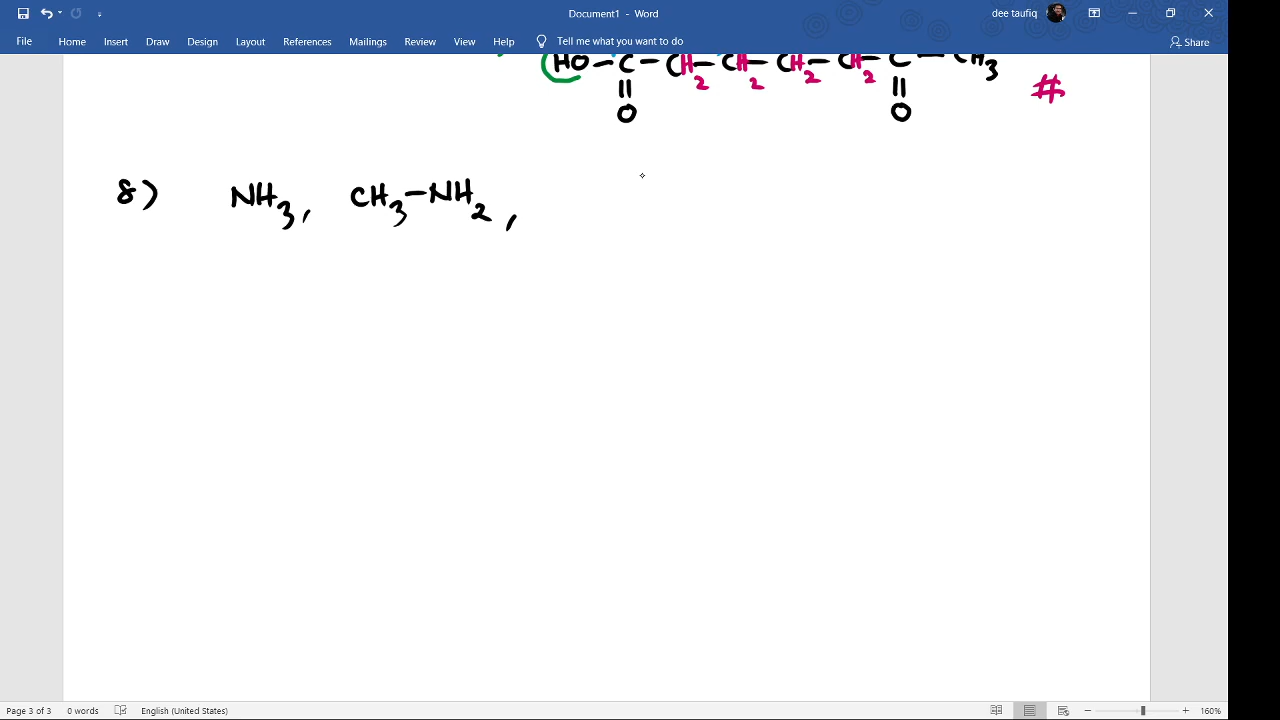 Document1 - Word
dee taufiq
File Home Insert Draw Design Layout References Mailings Review View Help Tell me what you want to do Share
HO-C-CH2-CH2-CH2-CH2-C-CH3 #
O O
8) NH3, CH3-NH2,
Page 3 of 3 0 words English (United States) 160%